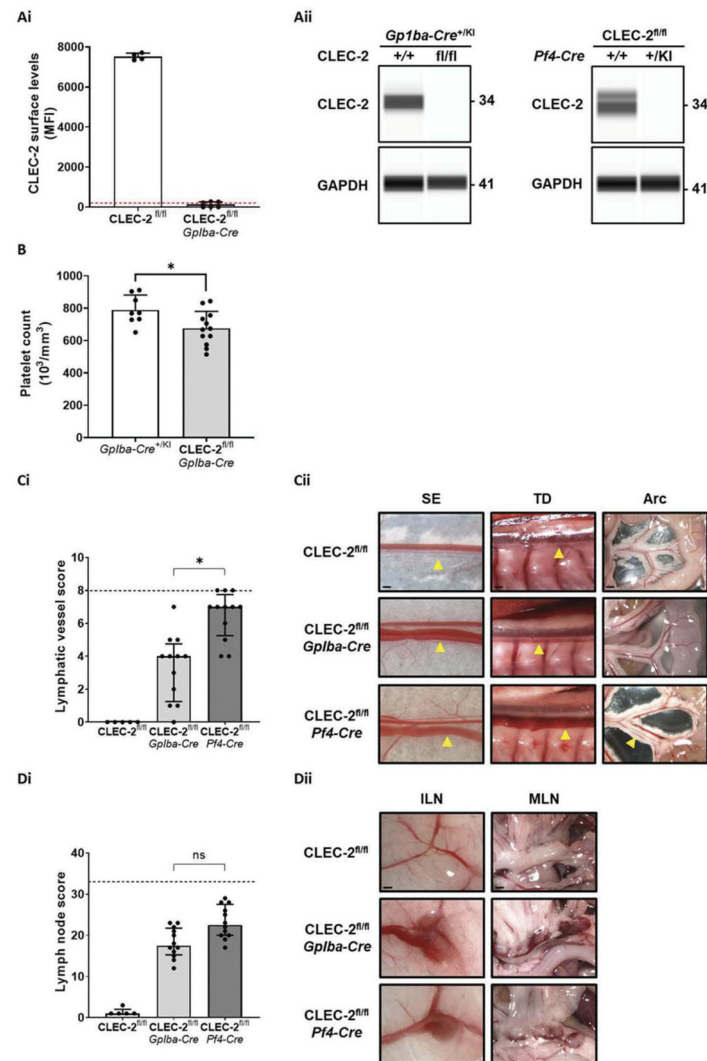 Ai
CLEC-2 surface levels
(MFI)
8000
6000
4000
2000
0
CLEC-2 fl/fl
CLEC-2fl/fl
GpIba-Cre
Aii
Gp1ba-Cre+/KI
CLEC-2 +/+ fl/fl
CLEC-2
- 34
GAPDH
- 41
CLEC-2fl/fl
Pf4-Cre +/+ +/KI
CLEC-2
34
GAPDH
- 41
B
Platelet count
(10³/mm³)
1000
800
600
400
200
0
*
GpIba-Cre+/KI
CLEC-2fl/fl
GpIba-Cre
Ci
Lymphatic vessel score
10
8
6
4
2
0
*
CLEC-2fl/fl
CLEC-2fl/fl
GpIba-Cre
CLEC-2fl/fl
Pf4-Cre
Cii
SE TD Arc
CLEC-2fl/fl
CLEC-2fl/fl
GpIba-Cre
CLEC-2fl/fl
Pf4-Cre
Di
Lymph node score
40
30
20
10
0
ns
CLEC-2fl/fl
CLEC-2fl/fl
GpIba-Cre
CLEC-2fl/fl
Pf4-Cre
Dii
ILN MLN
CLEC-2fl/fl
CLEC-2fl/fl
GpIba-Cre
CLEC-2fl/fl
Pf4-Cre